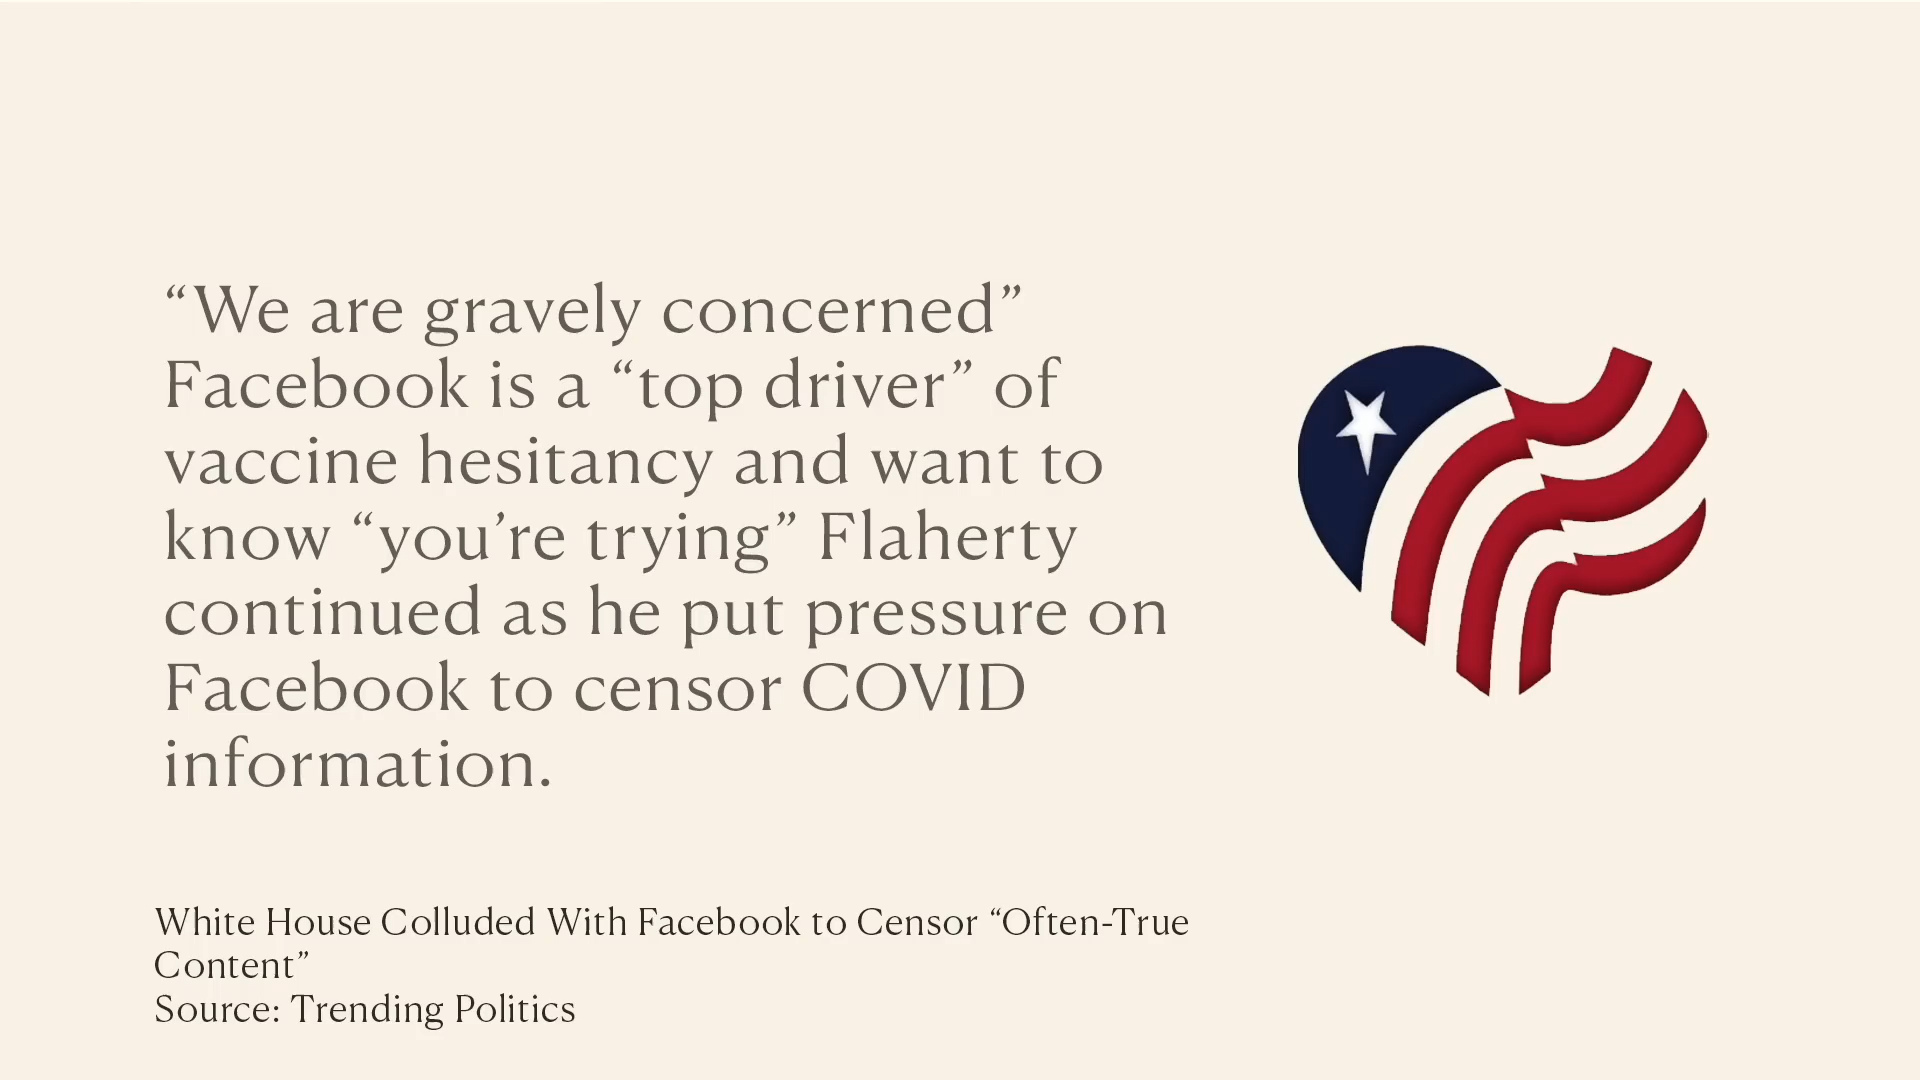 “We are gravely concerned”
Facebook is a “top driver” of
vaccine hesitancy and want to
know “you’re trying” Flaherty
continued as he put pressure on
Facebook to censor COVID
information.
White House Colluded With Facebook to Censor “Often-True
Content”
Source: Trending Politics